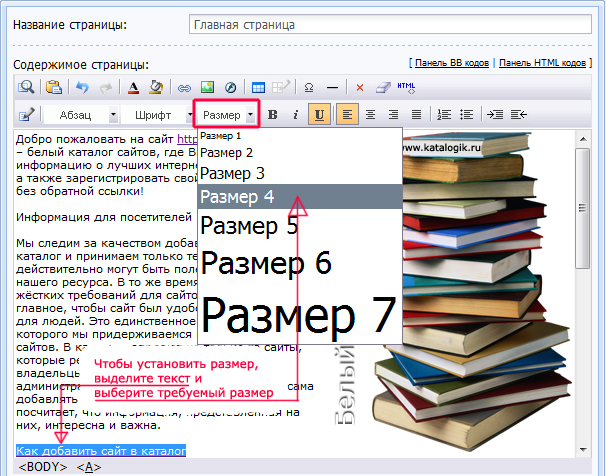 Название страницы:
Главная страница
Содержимое страницы:
[ Панель BB кодов | Панель HTML кодов ]
HTML
Абзац
Шрифт
Размер
B i U
Добро пожаловать на сайт http
– белый каталог сайтов, где В
информацию о лучших интерн
а также зарегистрировать свой
без обратной ссылки!
Информация для посетителей
Мы следим за качеством добав
каталог и принимаем только те
действительно могут быть поле
нашего ресурса. В то же время
жёстких требований для сайто
главное, чтобы сайт был удобе
для людей. Это единственное
которого мы придерживаемся
сайтов. В ка
сайты,
которые ре
владельц
администра
сама
добавлять
посчитает, что информация, представленная на
них, интересна и важна.
Как добавить сайт в каталог
Размер 1
Размер 2
Размер 3
Размер 4
Размер 5
Размер 6
Размер 7
Чтобы установить размер,
выделите текст и
выберите требуемый размер
www.katalogik.ru
Белый
<BODY> <A>